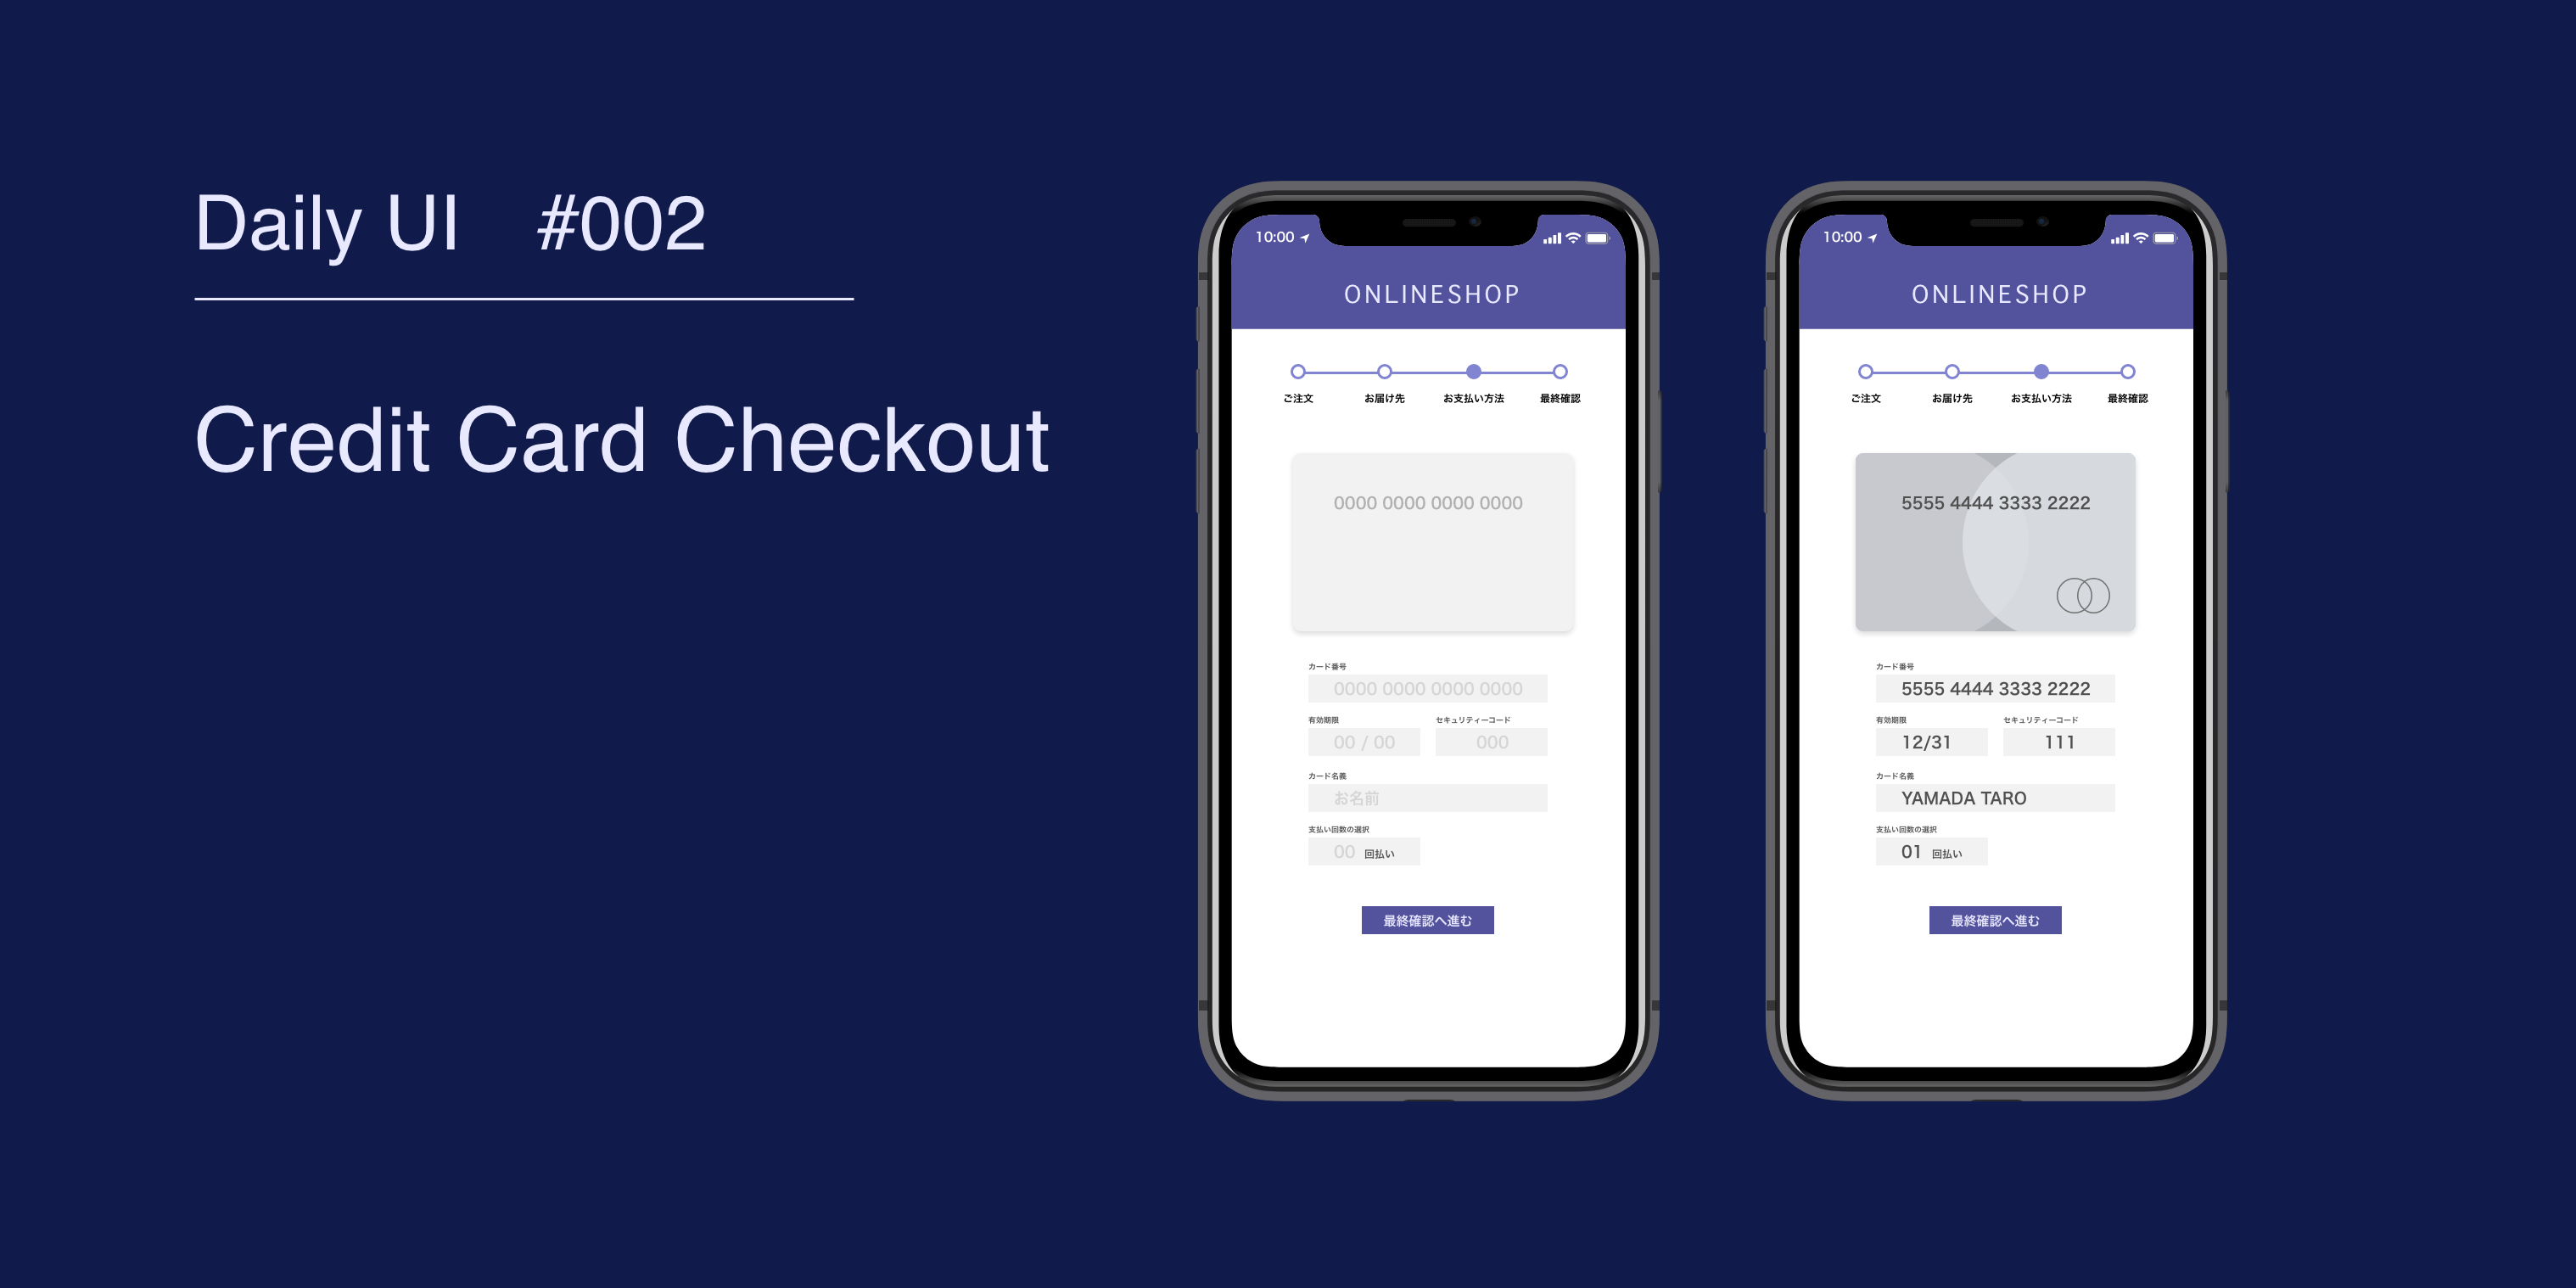 Daily UI #002
Credit Card Checkout
10:00
ONLINESHOP
ご注文 お届け先 お支払い方法 最終確認
0000 0000 0000 0000
カード番号
0000 0000 0000 0000
有効期限 セキュリティーコード
00 / 00 000
カード名義
お名前
支払い回数の選択
00 回払い
最終確認へ進む
10:00
ONLINESHOP
ご注文 お届け先 お支払い方法 最終確認
5555 4444 3333 2222
カード番号
5555 4444 3333 2222
有効期限 セキュリティーコード
12/31 111
カード名義
YAMADA TARO
支払い回数の選択
01 回払い
最終確認へ進む